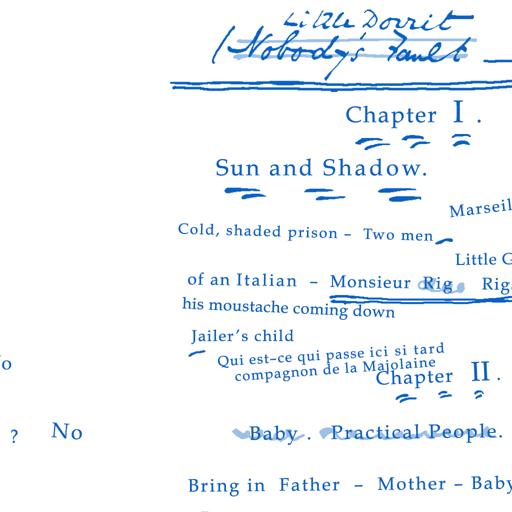 Little Dorrit
(Nobody's Fault
Chapter I.
Sun and Shadow.
Marseil
Cold, shaded prison – Two men
Little G
of an Italian – Monsieur Rig Riga
his moustache coming down
Jailer's child
Qui est-ce qui passe ici si tard
compagnon de la Majolaine
Chapter II.
o
? No
Baby. Practical People.
Bring in Father – Mother – Baby